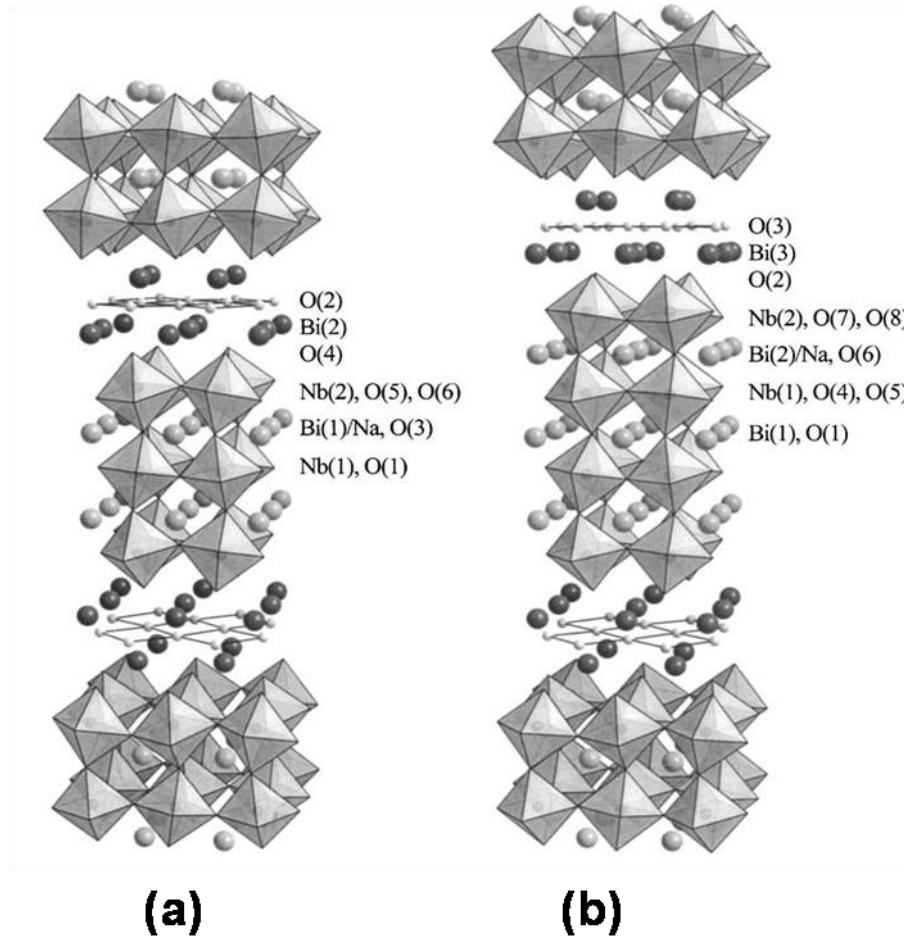 O(2)
Bi(2)
O(4)
Nb(2), O(5), O(6)
Bi(1)/Na, O(3)
Nb(1), O(1)
O(3)
Bi(3)
O(2)
Nb(2), O(7), O(8)
Bi(2)/Na, O(6)
Nb(1), O(4), O(5)
Bi(1), O(1)
(a)
(b)